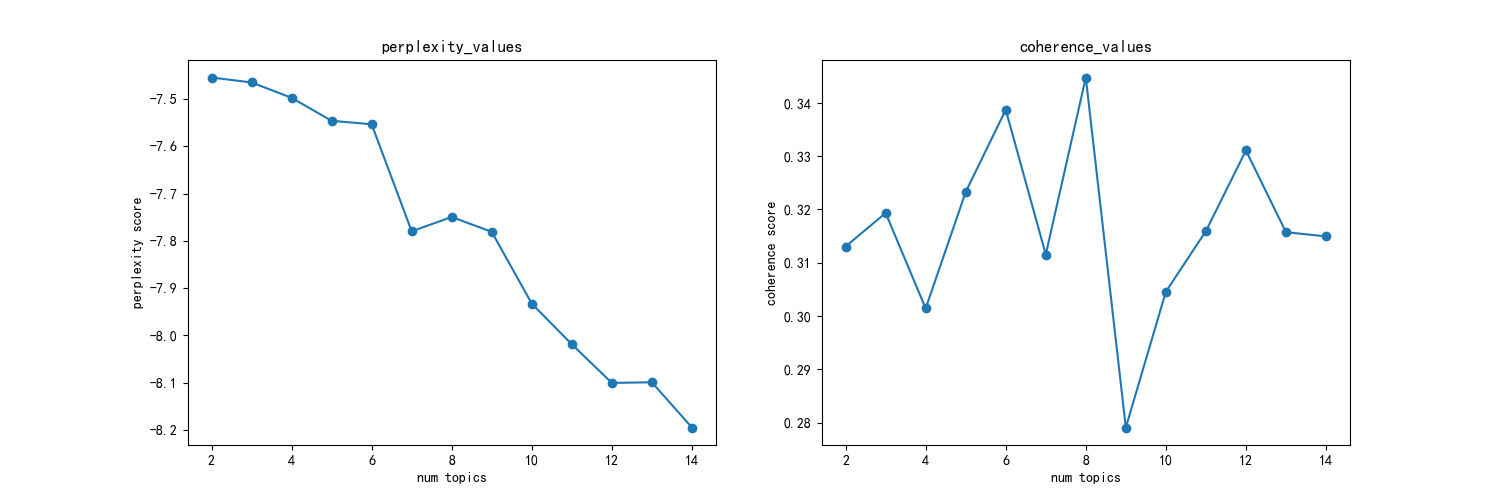 perplexity_values
perplexity score
-7.5
-7.6
-7.7
-7.8
-7.9
-8.0
-8.1
-8.2
2 4 6 8 10 12 14
num topics
coherence_values
coherence score
0.34
0.33
0.32
0.31
0.30
0.29
0.28
2 4 6 8 10 12 14
num topics